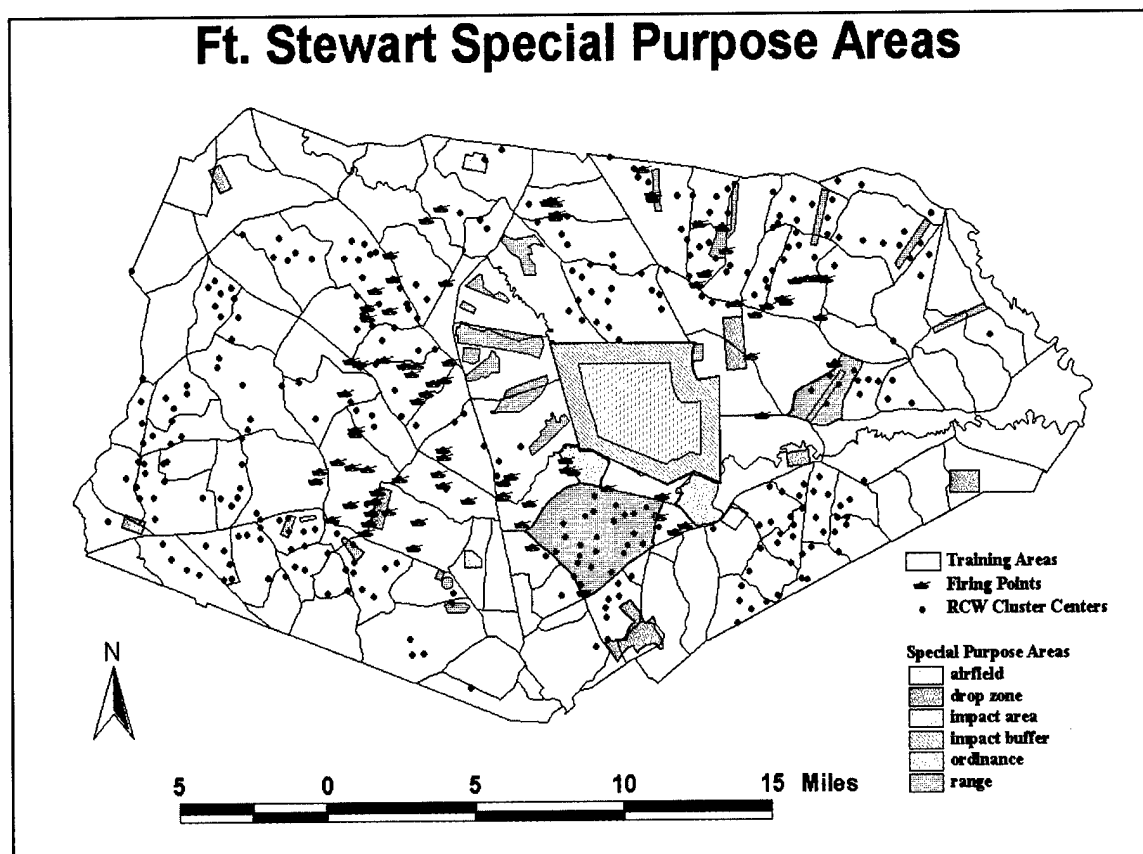 Ft. Stewart Special Purpose Areas
Training Areas
Firing Points
RCW Cluster Centers
N
Special Purpose Areas
airfield
drop zone
impact area
impact buffer
ordinance
range
5 0 5 10 15 Miles